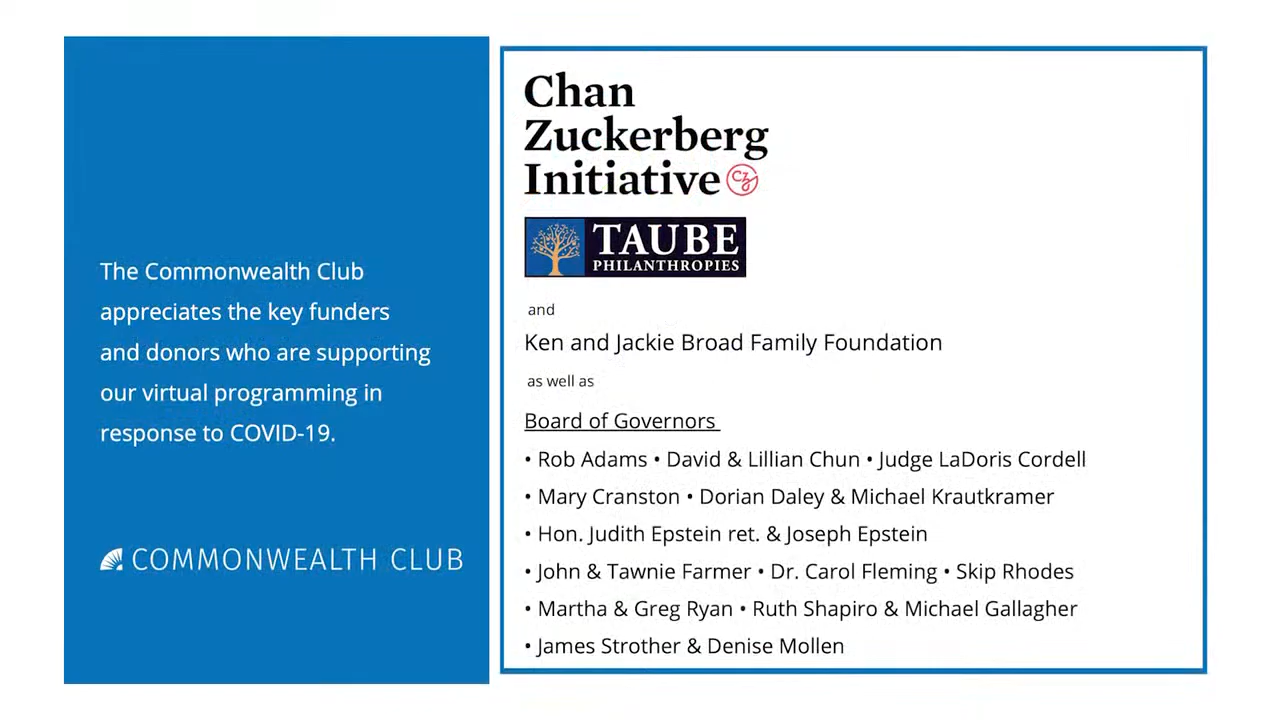 The Commonwealth Club
appreciates the key funders
and donors who are supporting
our virtual programming in
response to COVID-19.
COMMONWEALTH CLUB
Chan
Zuckerberg
Initiative
CZ
TAUBE
PHILANTHROPIES
and
Ken and Jackie Broad Family Foundation
as well as
Board of Governors
• Rob Adams • David & Lillian Chun • Judge LaDoris Cordell
• Mary Cranston • Dorian Daley & Michael Krautkramer
• Hon. Judith Epstein ret. & Joseph Epstein
• John & Tawnie Farmer • Dr. Carol Fleming • Skip Rhodes
• Martha & Greg Ryan • Ruth Shapiro & Michael Gallagher
• James Strother & Denise Mollen